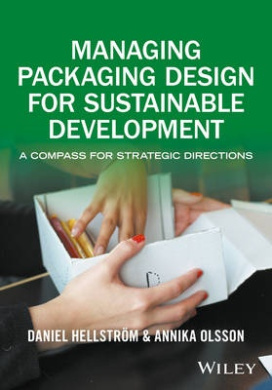 MANAGING
PACKAGING DESIGN
FOR SUSTAINABLE
DEVELOPMENT
A COMPASS FOR STRATEGIC DIRECTIONS
DANIEL HELLSTRÖM & ANNIKA OLSSON
WILEY